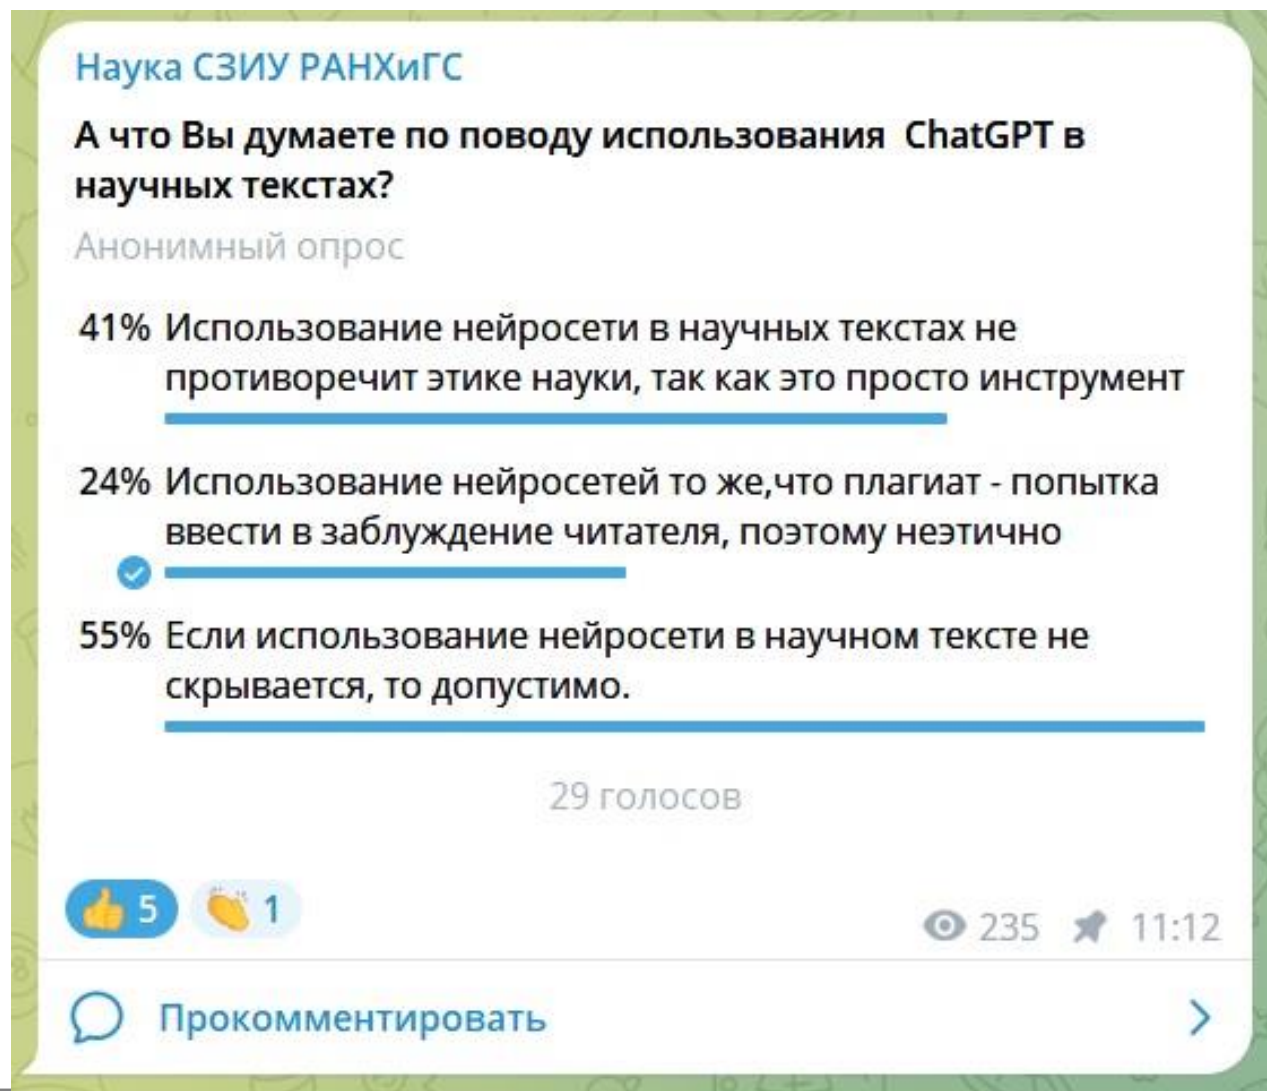 Наука СЗИУ РАНХиГС
А что Вы думаете по поводу использования  ChatGPT в
научных текстах?
Анонимный опрос
41% Использование нейросети в научных текстах не
противоречит этике науки, так как это просто инструмент
24% Использование нейросетей то же,что плагиат - попытка
ввести в заблуждение читателя, поэтому неэтично
55% Если использование нейросети в научном тексте не
скрывается, то допустимо.
29 голосов
👍 5 👏 1
235 11:12
Прокомментировать